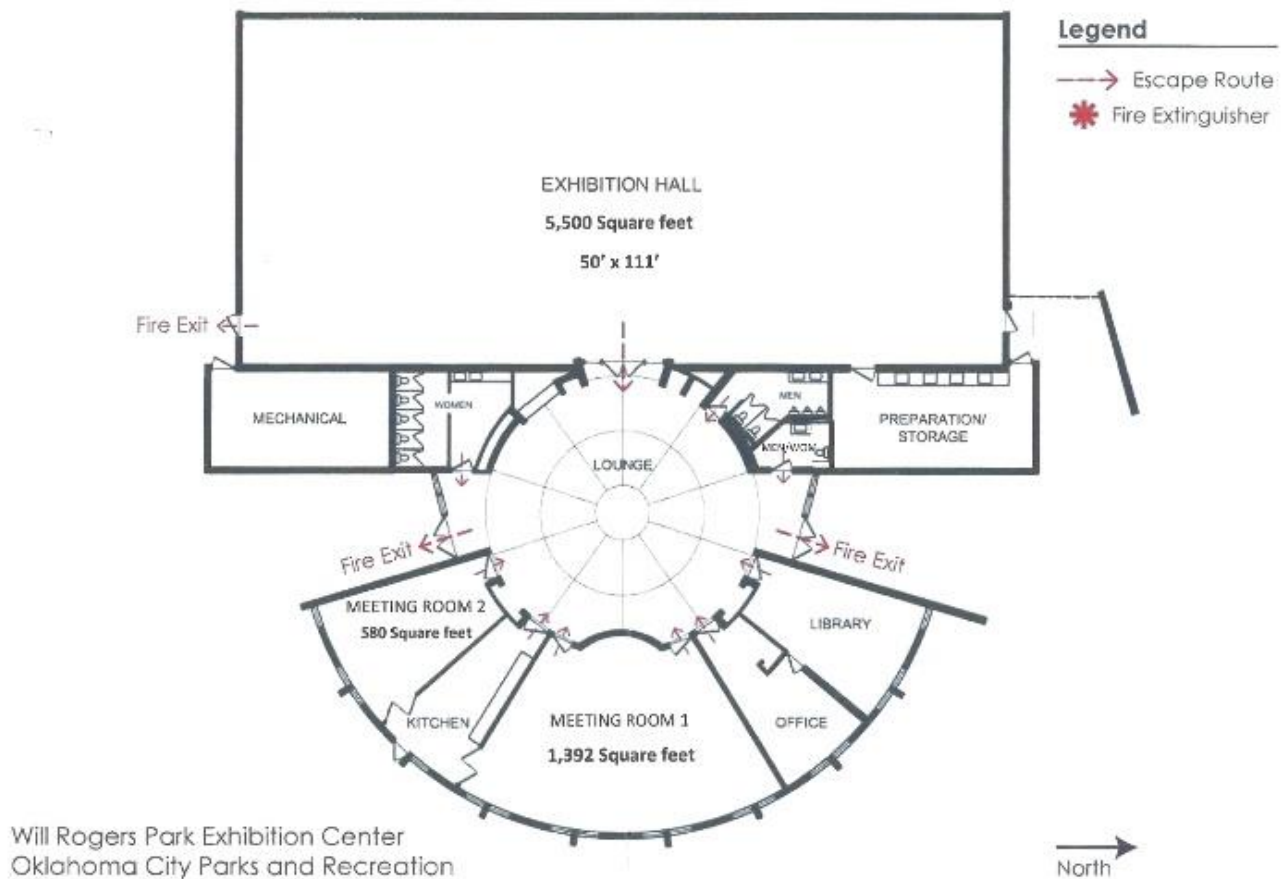 Legend
Escape Route
Fire Extinguisher
EXHIBITION HALL
5,500 Square feet
50' x 111'
Fire Exit
MECHANICAL
WOMEN
MEN
PREPARATION/
STORAGE
MEN/WOM
LOUNGE
Fire Exit
Fire Exit
MEETING ROOM 2
580 Square feet
LIBRARY
KITCHEN
MEETING ROOM 1
1,392 Square feet
OFFICE
Will Rogers Park Exhibition Center
Oklahoma City Parks and Recreation
North